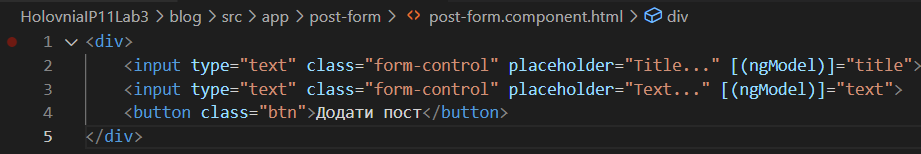 HolovniaIP11Lab3 > blog > src > app > post-form > <> post-form.component.html > div
1 <div>
2 <input type="text" class="form-control" placeholder="Title..." [(ngModel)]="title">
3 <input type="text" class="form-control" placeholder="Text..." [(ngModel)]="text">
4 <button class="btn">Додати пост</button>
5 </div>